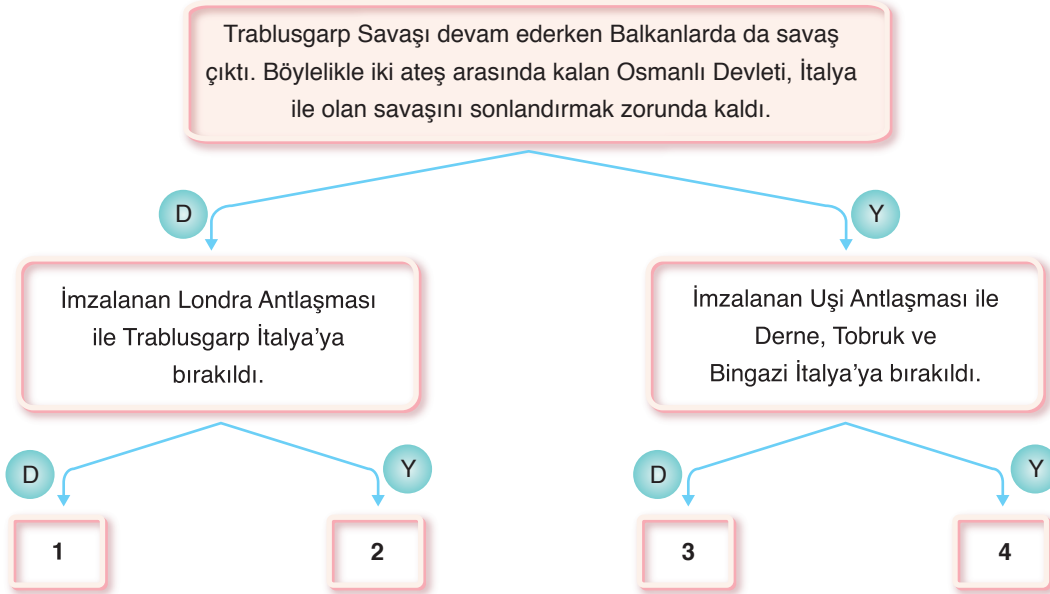 Trablusgarp Savaşı devam ederken Balkanlarda da savaş
çıktı. Böylelikle iki ateş arasında kalan Osmanlı Devleti, İtalya
ile olan savaşını sonlandırmak zorunda kaldı.
D
Y
İmzalanan Londra Antlaşması
ile Trablusgarp İtalya’ya
bırakıldı.
İmzalanan Uşi Antlaşması ile
Derne, Tobruk ve
Bingazi İtalya’ya bırakıldı.
D
Y
D
Y
1
2
3
4